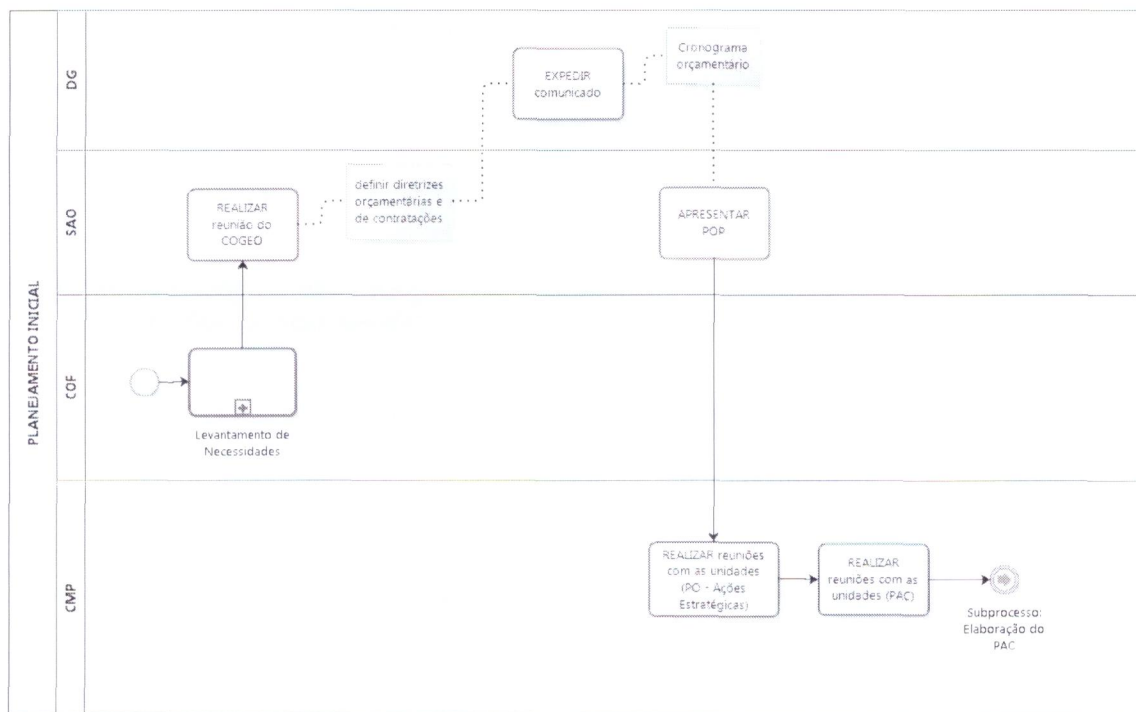 PLANEJAMENTO INICIAL
DG
EXPEDIR
comunicado
Cronograma
orçamentário
SAO
REALIZAR
reunião do
COGEO
definir diretrizes
orçamentárias e
de contratações
APRESENTAR
POP
COF
Levantamento de
Necessidades
CMP
REALIZAR reuniões
com as unidades
(PO - Ações
Estratégicas)
REALIZAR
reuniões com as
unidades (PAC)
Subprocesso:
Elaboração do
PAC